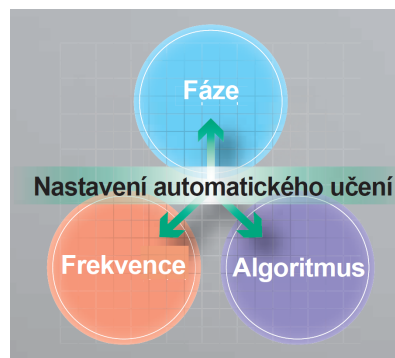 Fáze
Nastavení automatického učení
Frekvence
Algoritmus